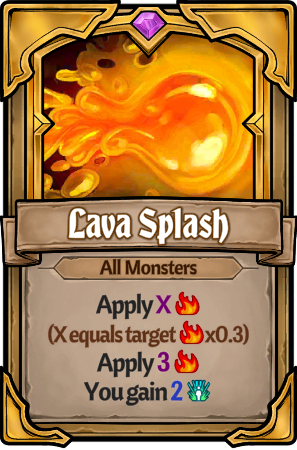 Lava Splash
All Monsters
Apply X
(X equals target x0.3)
Apply 3
You gain 2